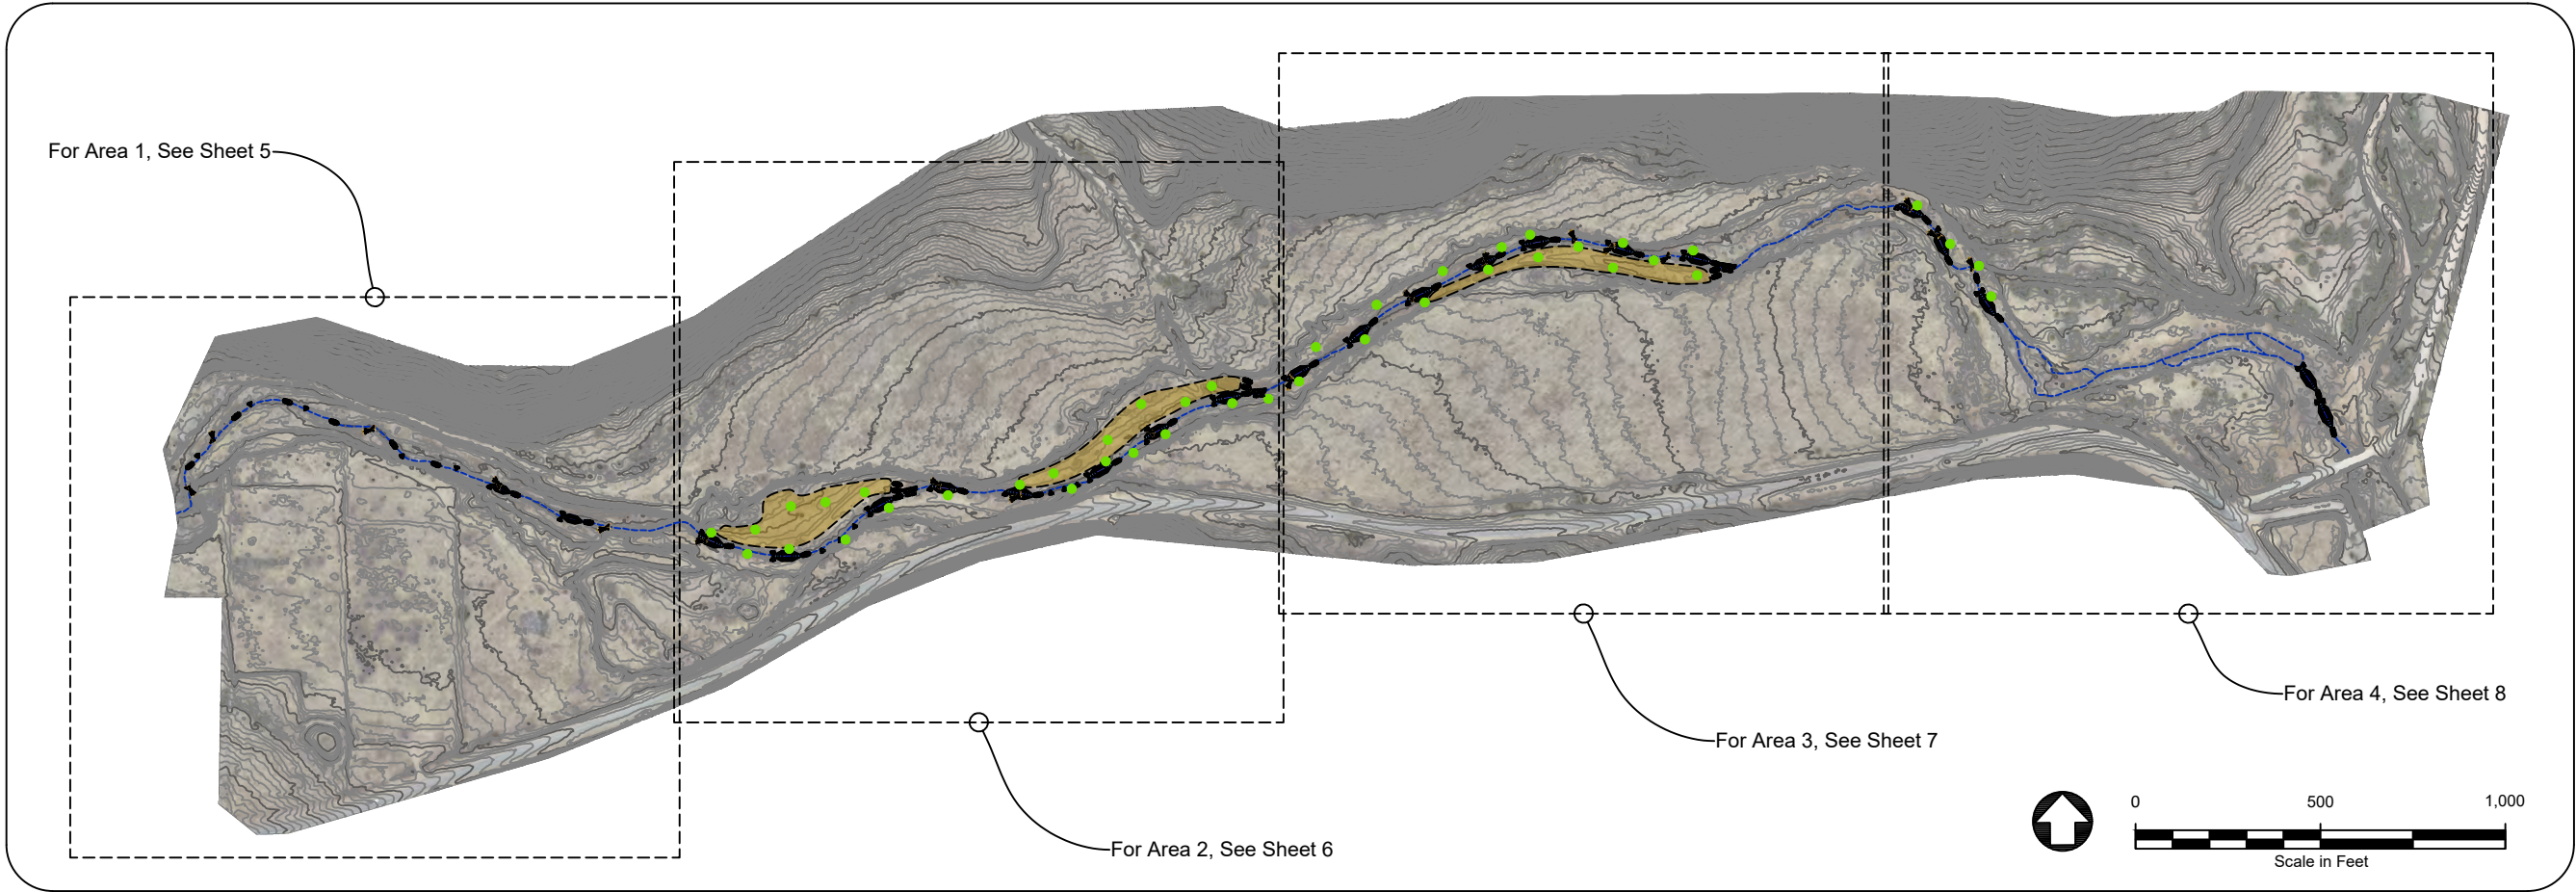 For Area 1, See Sheet 5
For Area 4, See Sheet 8
For Area 3, See Sheet 7
For Area 2, See Sheet 6
0 500 1,000
Scale in Feet